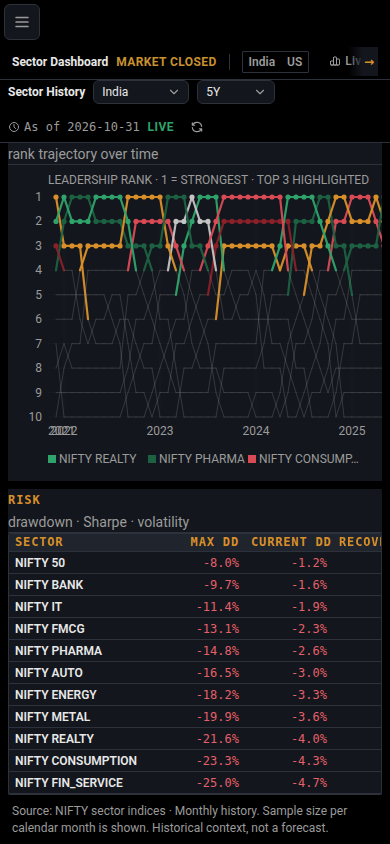 Sector Dashboard MARKET CLOSED India US Liv →
Sector History India 5Y
As of 2026-10-31 LIVE
rank trajectory over time
LEADERSHIP RANK · 1 = STRONGEST · TOP 3 HIGHLIGHTED
1
2
3
4
5
6
7
8
9
10
2022 2023 2024 2025
NIFTY REALTY NIFTY PHARMA NIFTY CONSUMP...
RISK
drawdown · Sharpe · volatility
SECTOR MAX DD CURRENT DD RECOV
NIFTY 50 -8.0% -1.2%
NIFTY BANK -9.7% -1.6%
NIFTY IT -11.4% -1.9%
NIFTY FMCG -13.1% -2.3%
NIFTY PHARMA -14.8% -2.6%
NIFTY AUTO -16.5% -3.0%
NIFTY ENERGY -18.2% -3.3%
NIFTY METAL -19.9% -3.6%
NIFTY REALTY -21.6% -4.0%
NIFTY CONSUMPTION -23.3% -4.3%
NIFTY FIN_SERVICE -25.0% -4.7%
Source: NIFTY sector indices · Monthly history. Sample size per
calendar month is shown. Historical context, not a forecast.